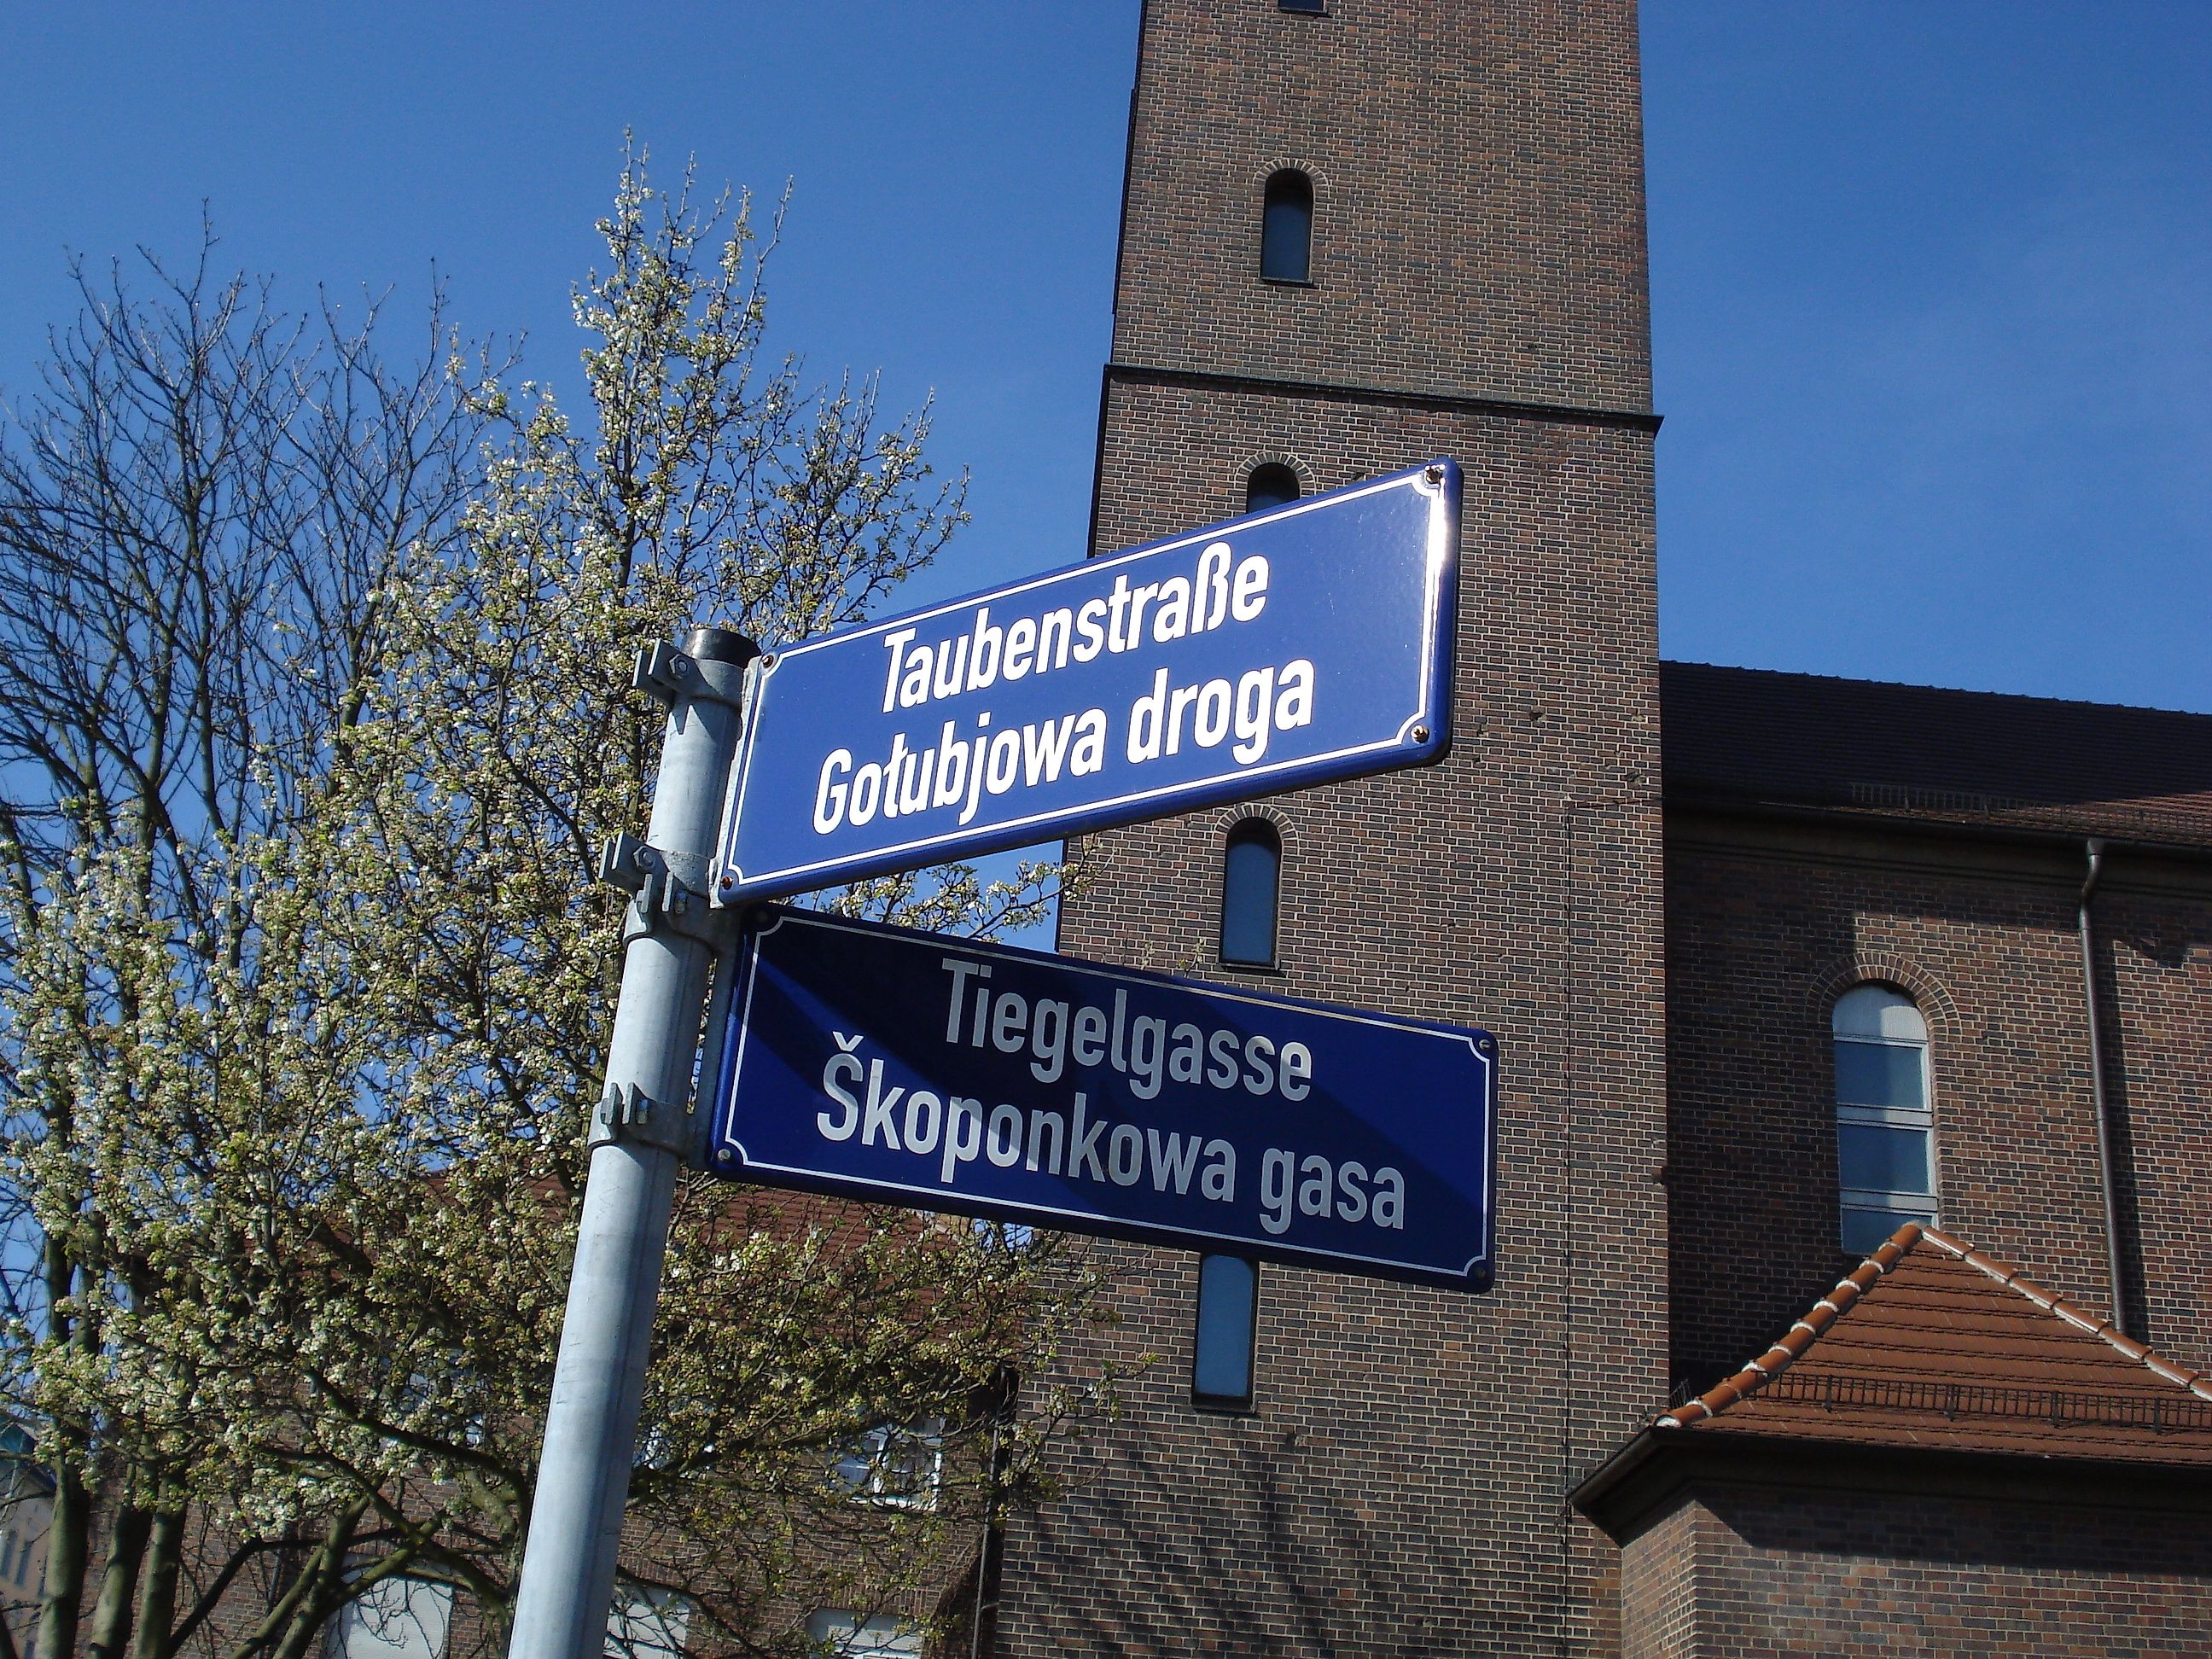 Taubenstraße
Gołubjowa droga
Tiegelgasse
Škoponkowa gasa